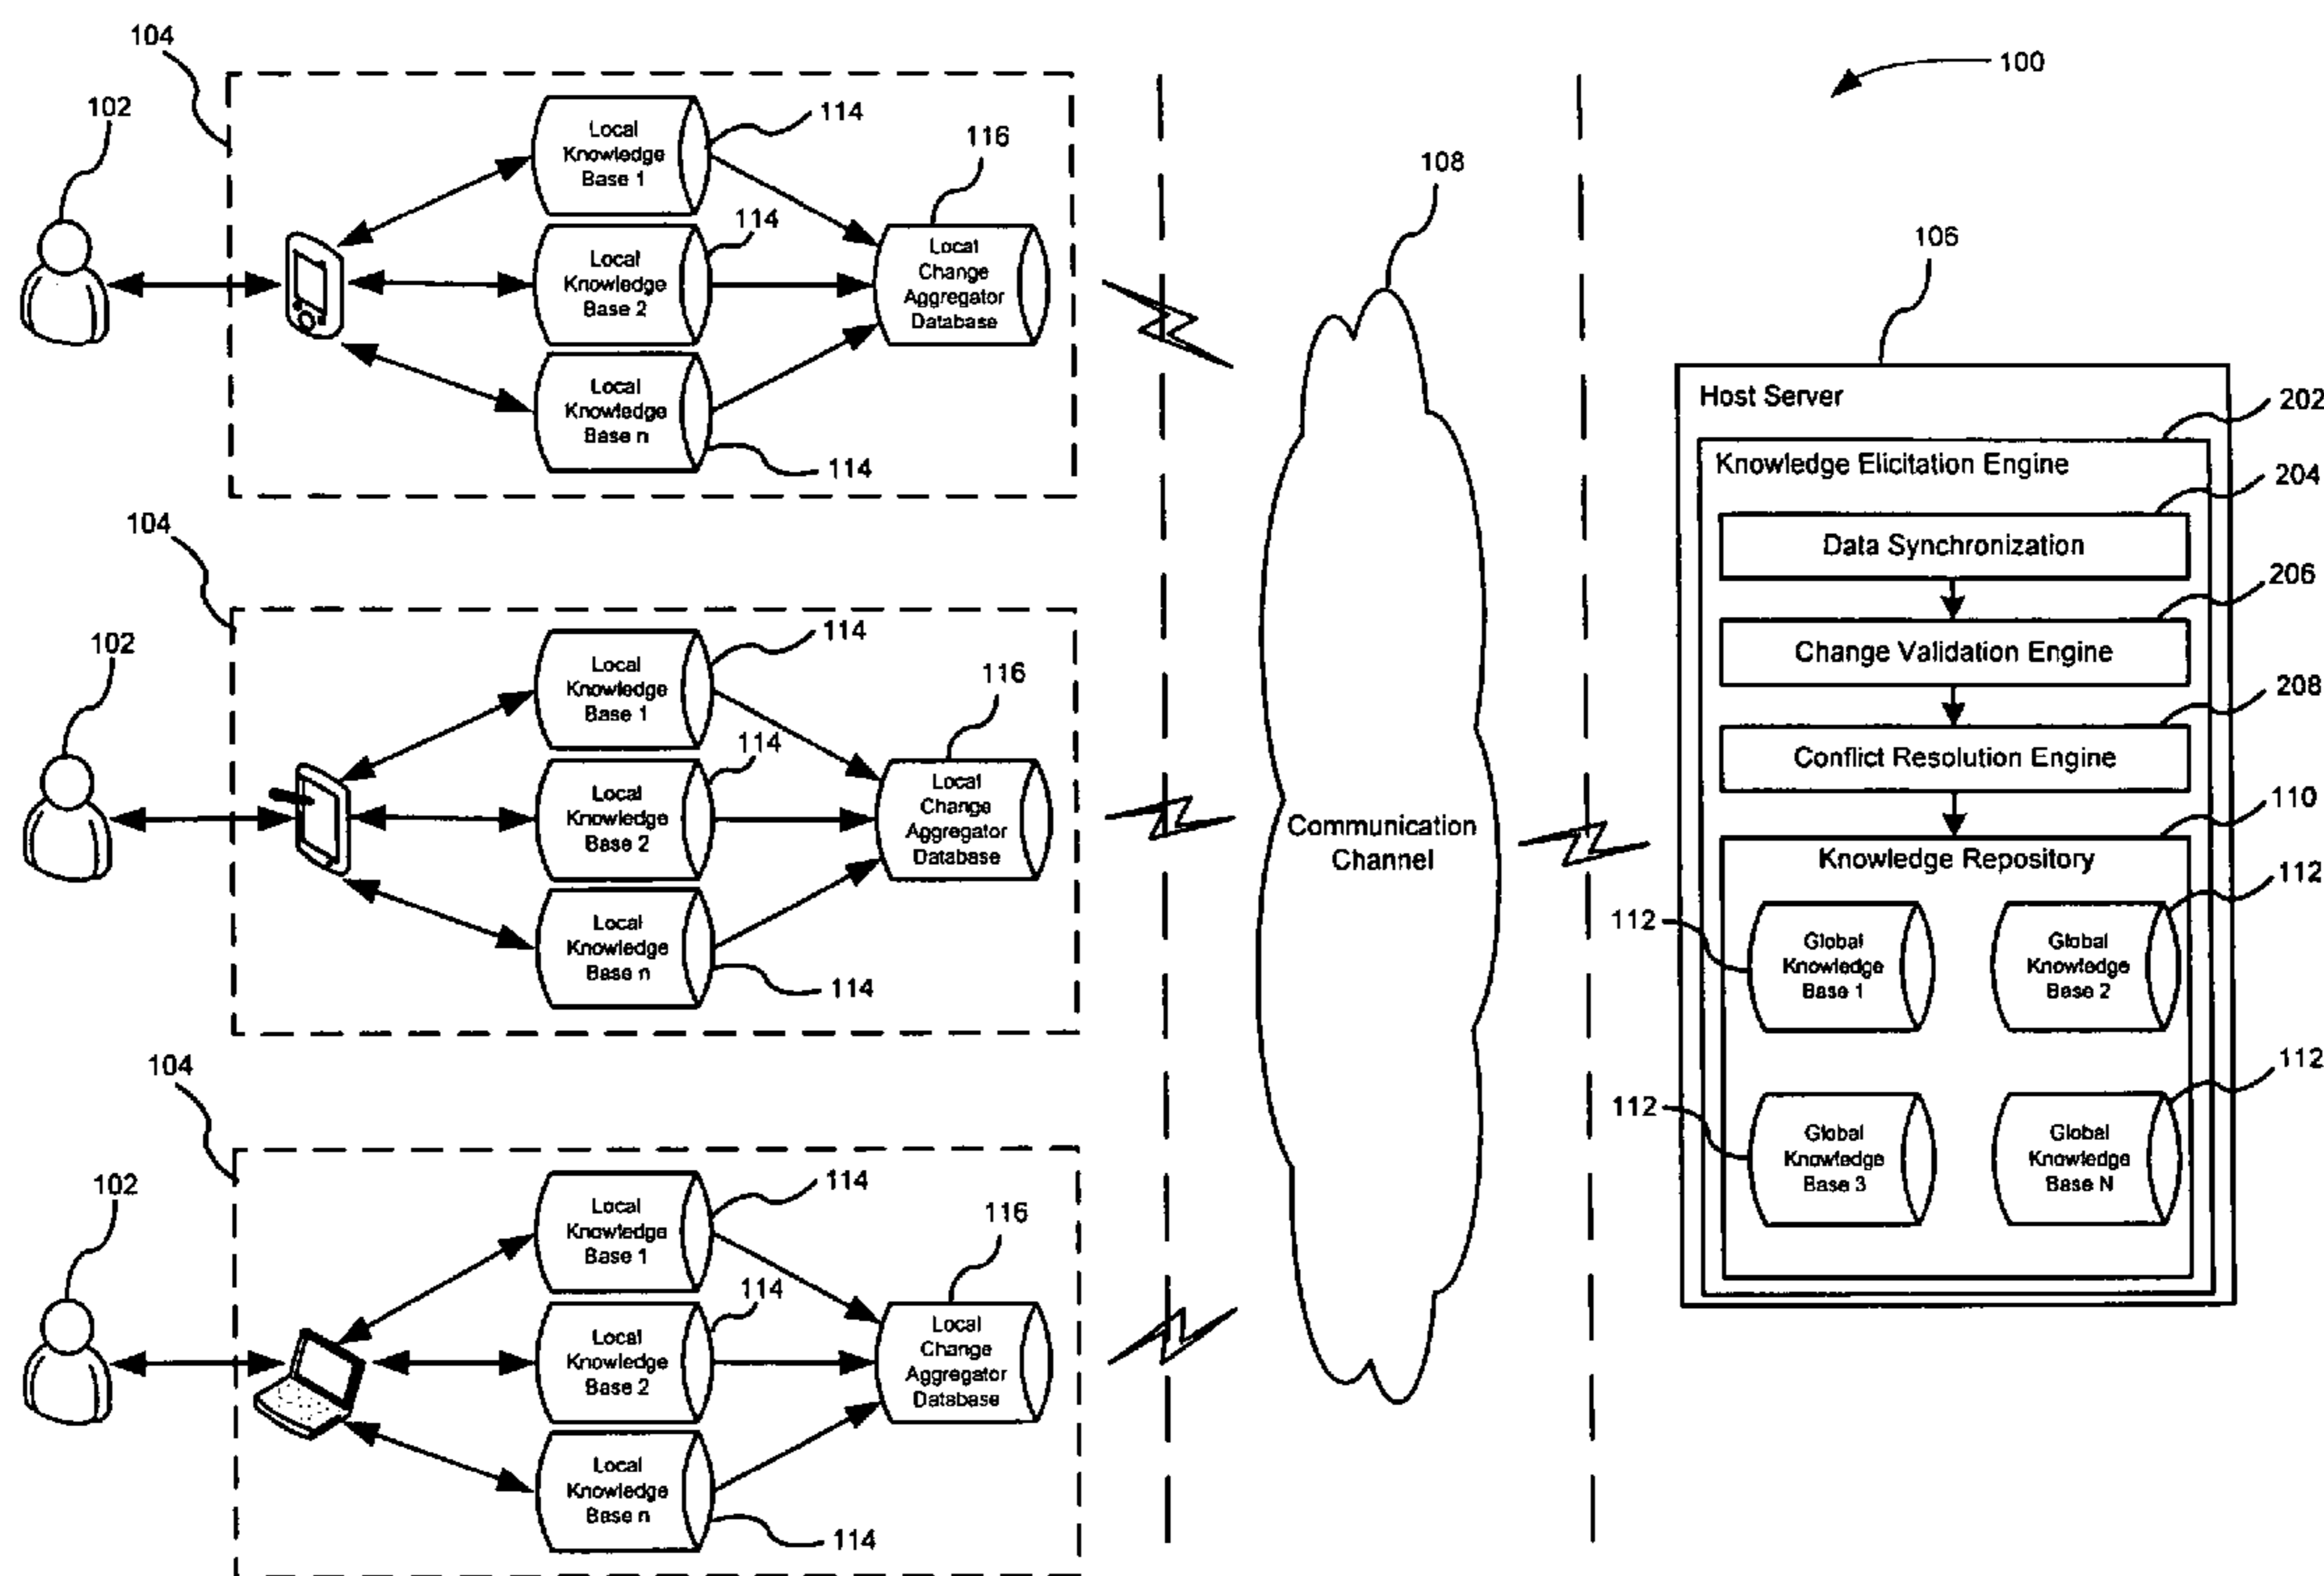 104
102
Local
Knowledge
Base 1
114
Local
Knowledge
Base 2
114
Local
Knowledge
Base n
114
116
Local
Change
Aggregator
Database
104
102
Local
Knowledge
Base 1
114
Local
Knowledge
Base 2
114
Local
Knowledge
Base n
114
116
Local
Change
Aggregator
Database
104
102
Local
Knowledge
Base 1
114
Local
Knowledge
Base 2
114
Local
Knowledge
Base n
114
116
Local
Change
Aggregator
Database
108
Communication
Channel
100
106
Host Server
202
Knowledge Elicitation Engine
204
Data Synchronization
206
Change Validation Engine
208
Conflict Resolution Engine
110
Knowledge Repository
112
Global
Knowledge
Base 1
112
Global
Knowledge
Base 2
112
Global
Knowledge
Base 3
112
Global
Knowledge
Base N